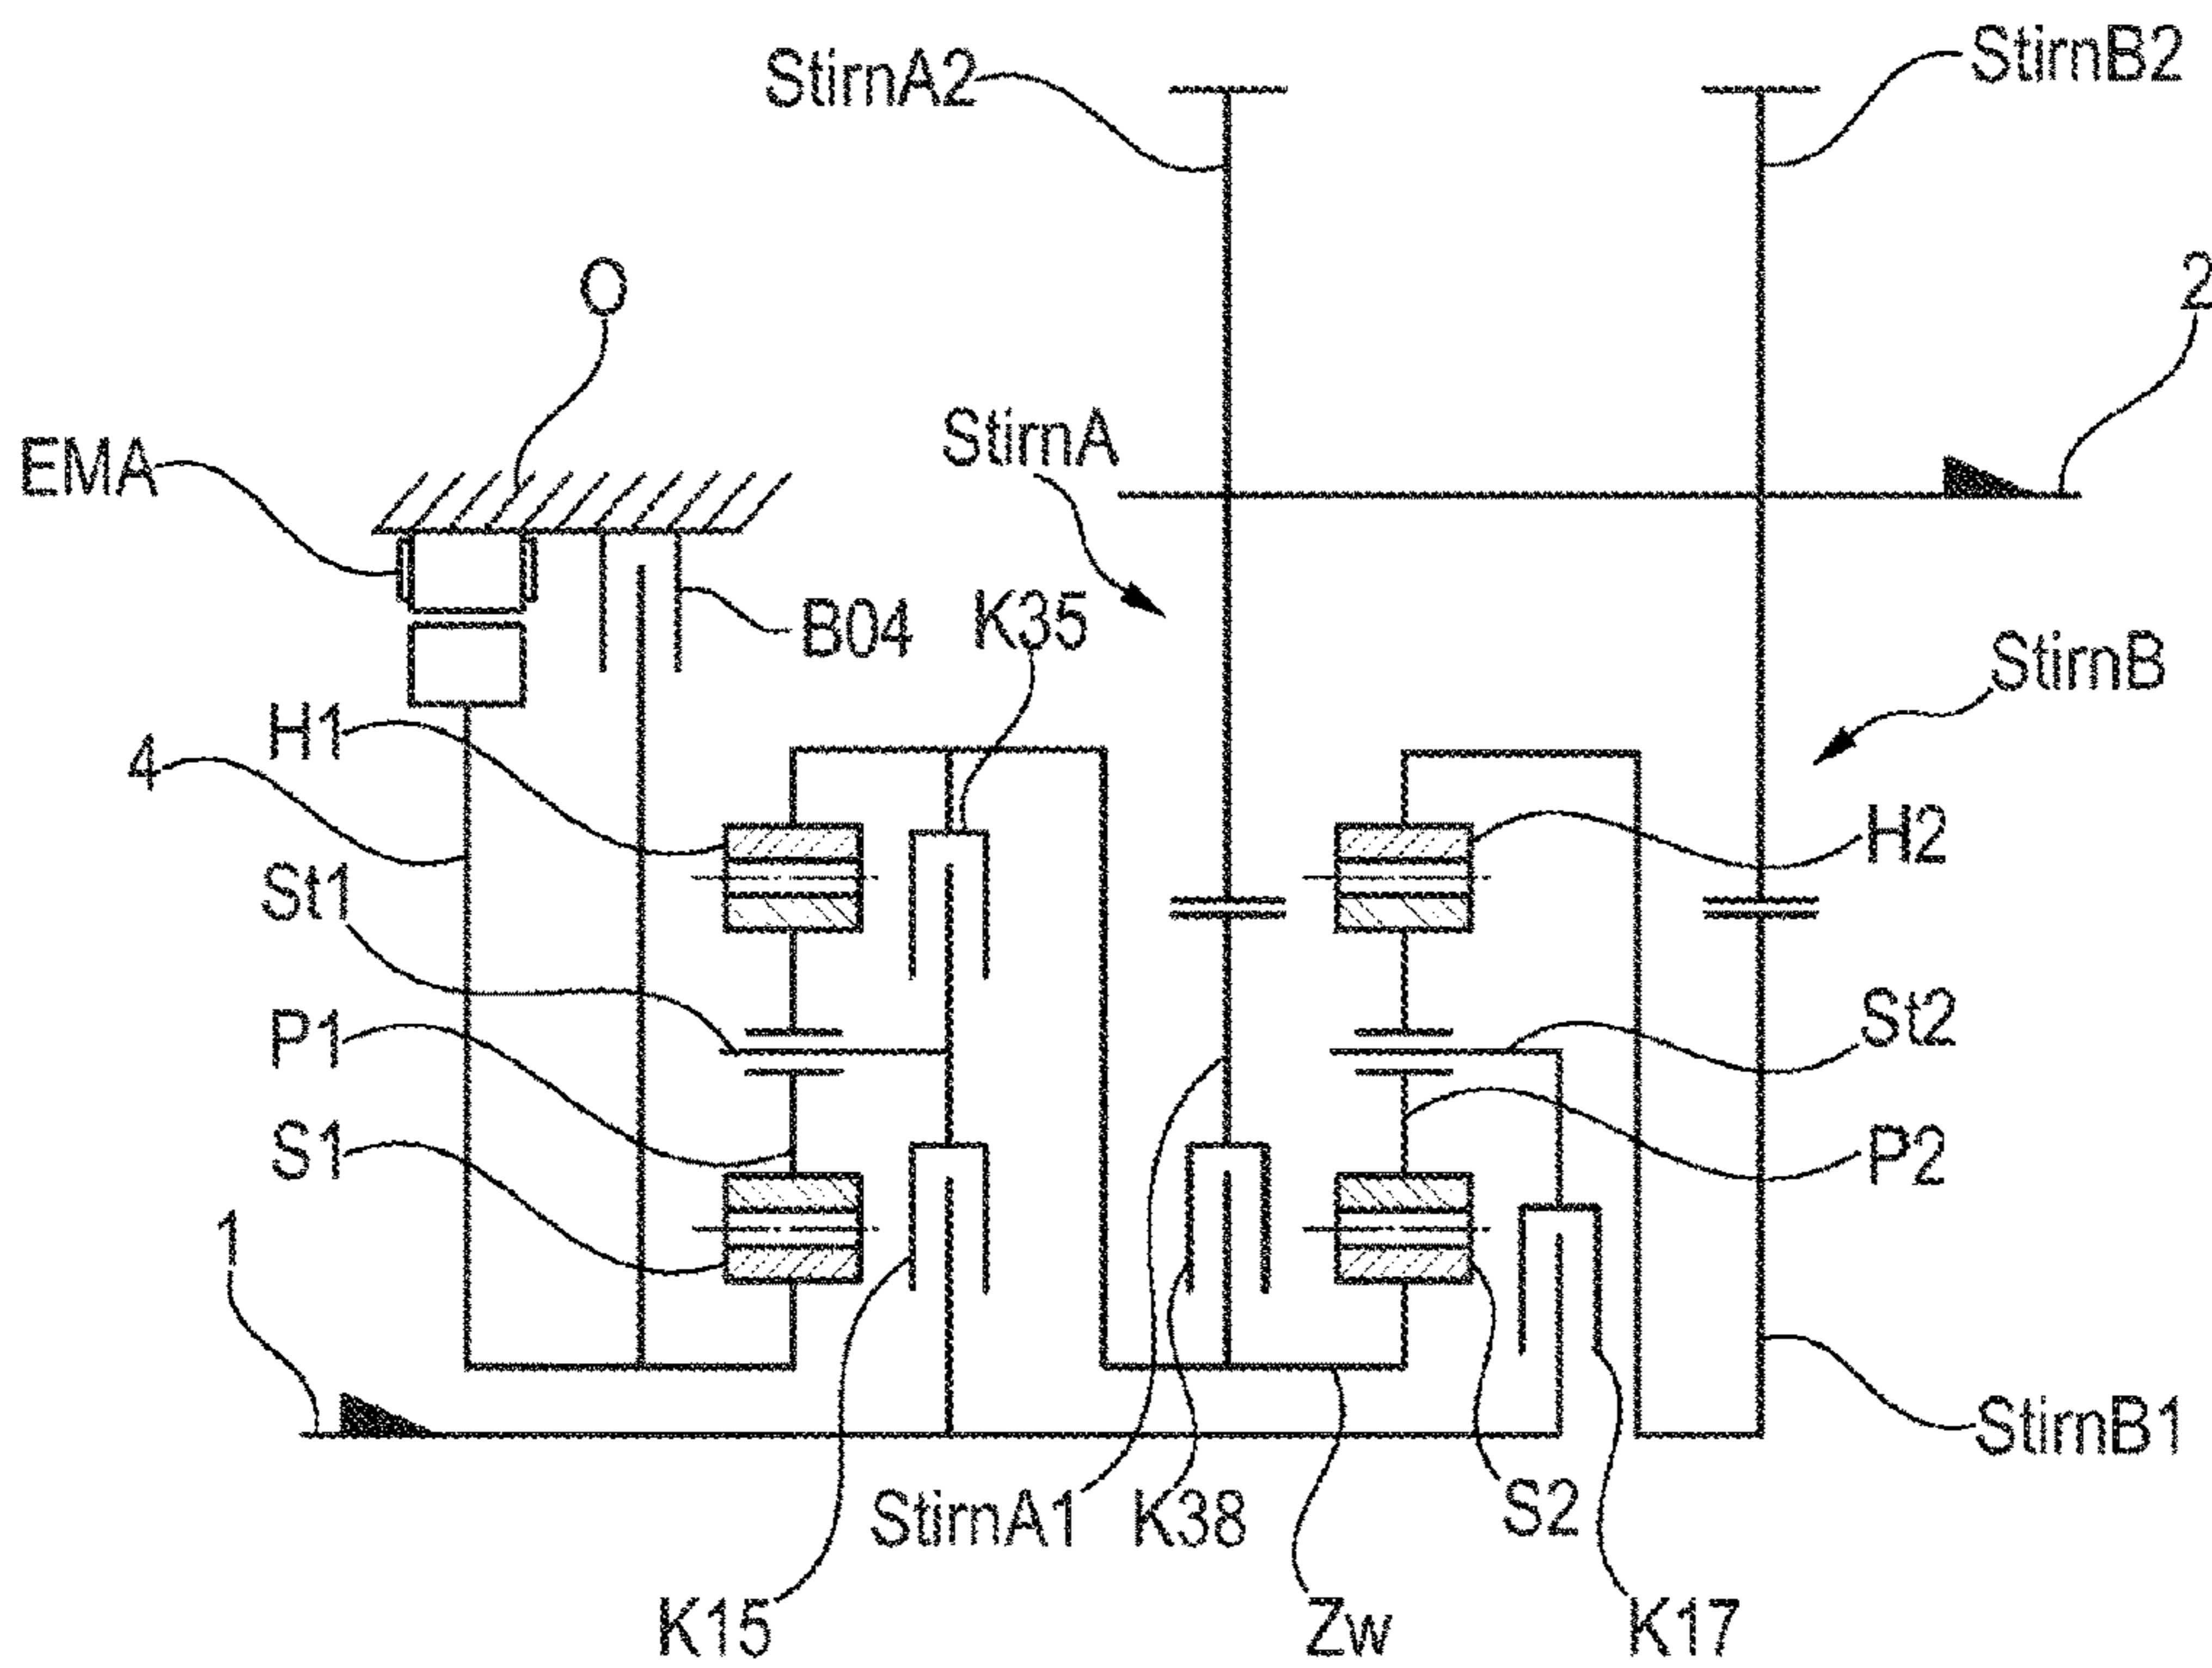 StirnA2
StirnB2
O
2
StirnA
EMA
K35
B04
StirnB
H1
4
H2
St1
St2
P1
S1
P2
1
StirnB1
StirnA1
K38
S2
K15
Zw
K17